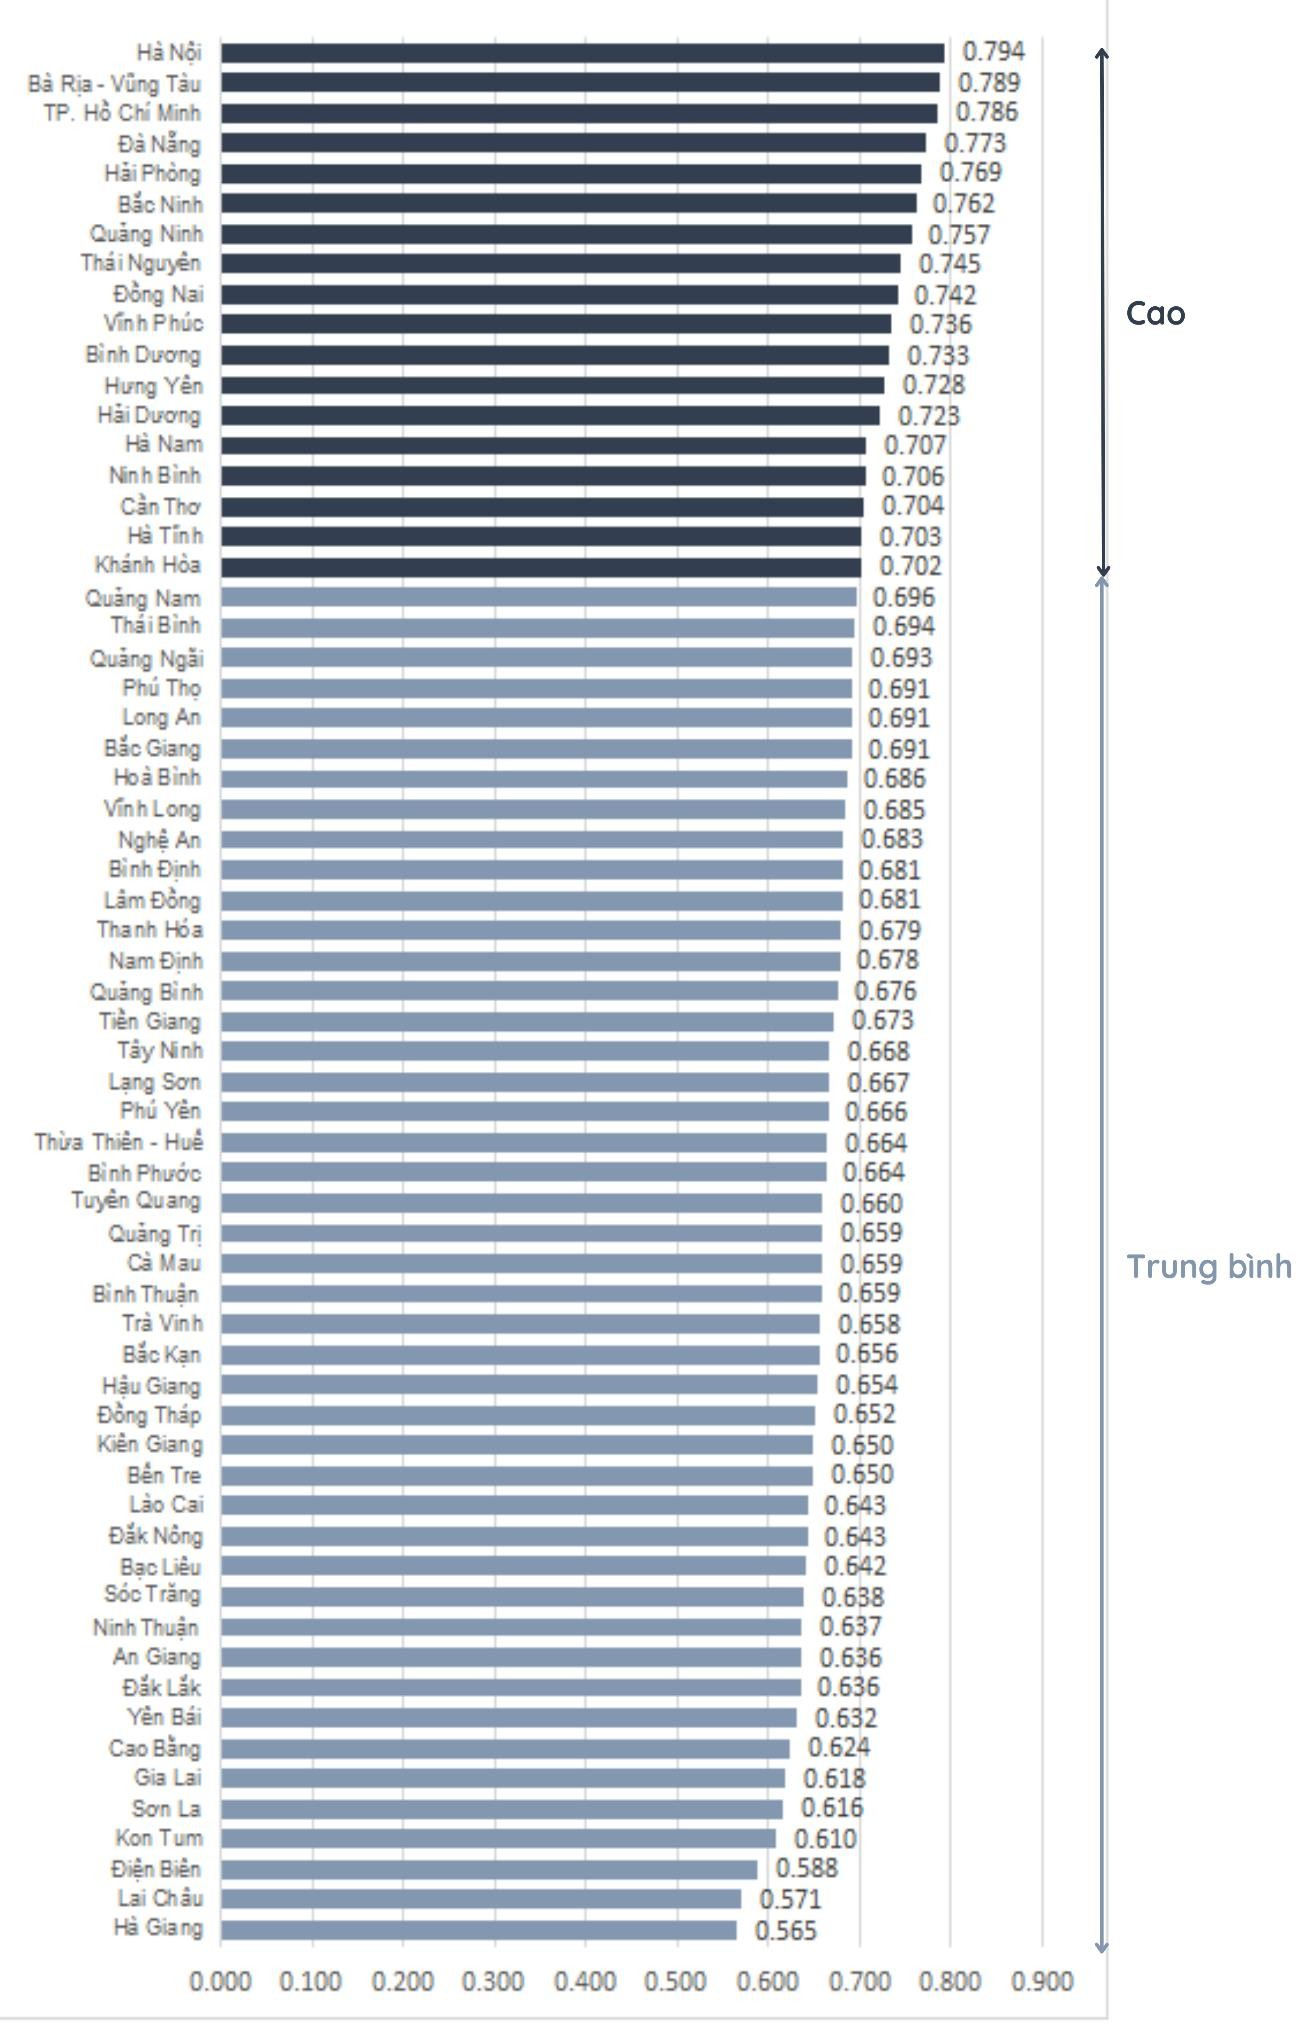 Hà Nội 0.794
Bà Rịa - Vũng Tàu 0.789
TP. Hồ Chí Minh 0.786
Đà Nẵng 0.773
Hải Phòng 0.769
Bắc Ninh 0.762
Quảng Ninh 0.757
Thái Nguyên 0.745
Đồng Nai 0.742
Cao
Vĩnh Phúc 0.736
Bình Dương 0.733
Hưng Yên 0.728
Hải Dương 0.723
Hà Nam 0.707
Ninh Bình 0.706
Cần Thơ 0.704
Hà Tĩnh 0.703
Khánh Hòa 0.702
Quảng Nam 0.696
Thái Bình 0.694
Quảng Ngãi 0.693
Phú Thọ 0.691
Long An 0.691
Bắc Giang 0.691
Hoà Bình 0.686
Vĩnh Long 0.685
Nghệ An 0.683
Bình Định 0.681
Lâm Đồng 0.681
Thanh Hóa 0.679
Nam Định 0.678
Quảng Bình 0.676
Tiền Giang 0.673
Tây Ninh 0.668
Lạng Sơn 0.667
Phú Yên 0.666
Thừa Thiên - Huế 0.664
Bình Phước 0.664
Tuyên Quang 0.660
Quảng Trị 0.659
Cà Mau 0.659
Trung bình
Bình Thuận 0.659
Trà Vinh 0.658
Bắc Kạn 0.656
Hậu Giang 0.654
Đồng Tháp 0.652
Kiên Giang 0.650
Bến Tre 0.650
Lào Cai 0.643
Đắk Nông 0.643
Bạc Liêu 0.642
Sóc Trăng 0.638
Ninh Thuận 0.637
An Giang 0.636
Đắk Lắk 0.636
Yên Bái 0.632
Cao Bằng 0.624
Gia Lai 0.618
Sơn La 0.616
Kon Tum 0.610
Điện Biên 0.588
Lai Châu 0.571
Hà Giang 0.565
0.000 0.100 0.200 0.300 0.400 0.500 0.600 0.700 0.800 0.900